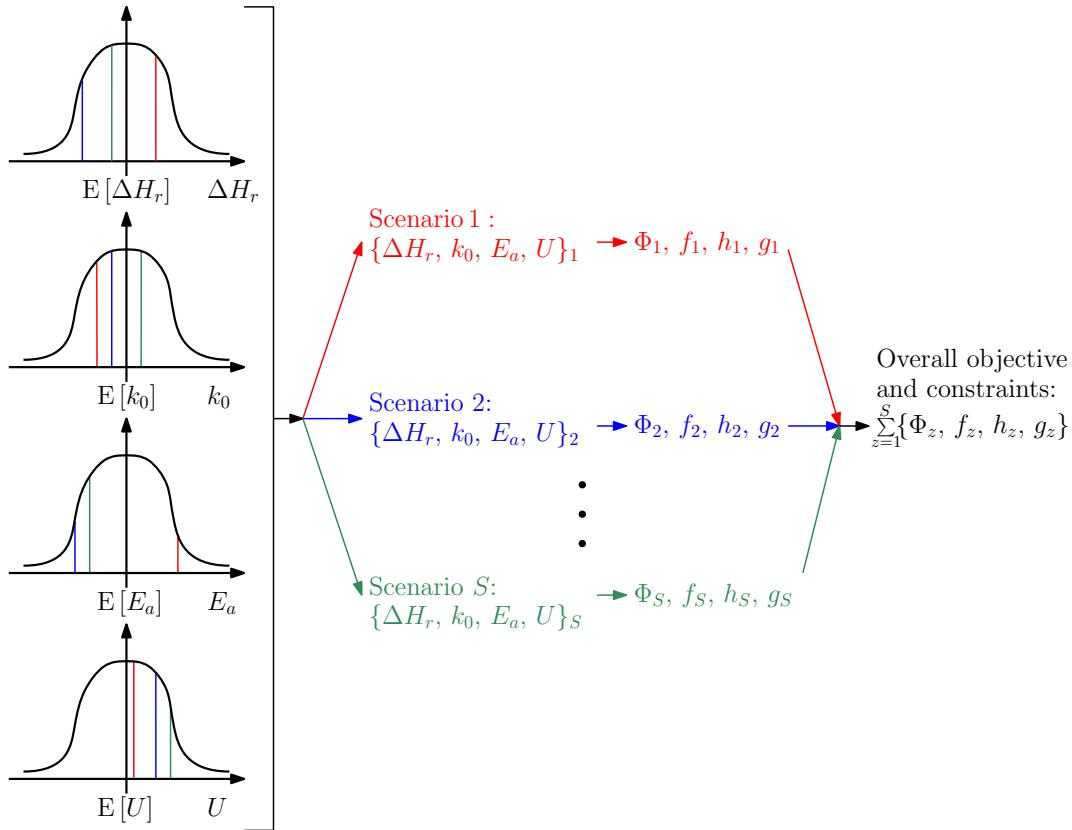 E [ΔH_r] ΔH_r
E [k_0] k_0
E [E_a] E_a
E [U] U
Scenario 1 :
{ΔH_r, k_0, E_a, U}_1
Φ_1, f_1, h_1, g_1
Scenario 2:
{ΔH_r, k_0, E_a, U}_2
Φ_2, f_2, h_2, g_2
Scenario S:
{ΔH_r, k_0, E_a, U}_S
Φ_S, f_S, h_S, g_S
Overall objective
and constraints:
∑_{z=1}^{S}{Φ_z, f_z, h_z, g_z}